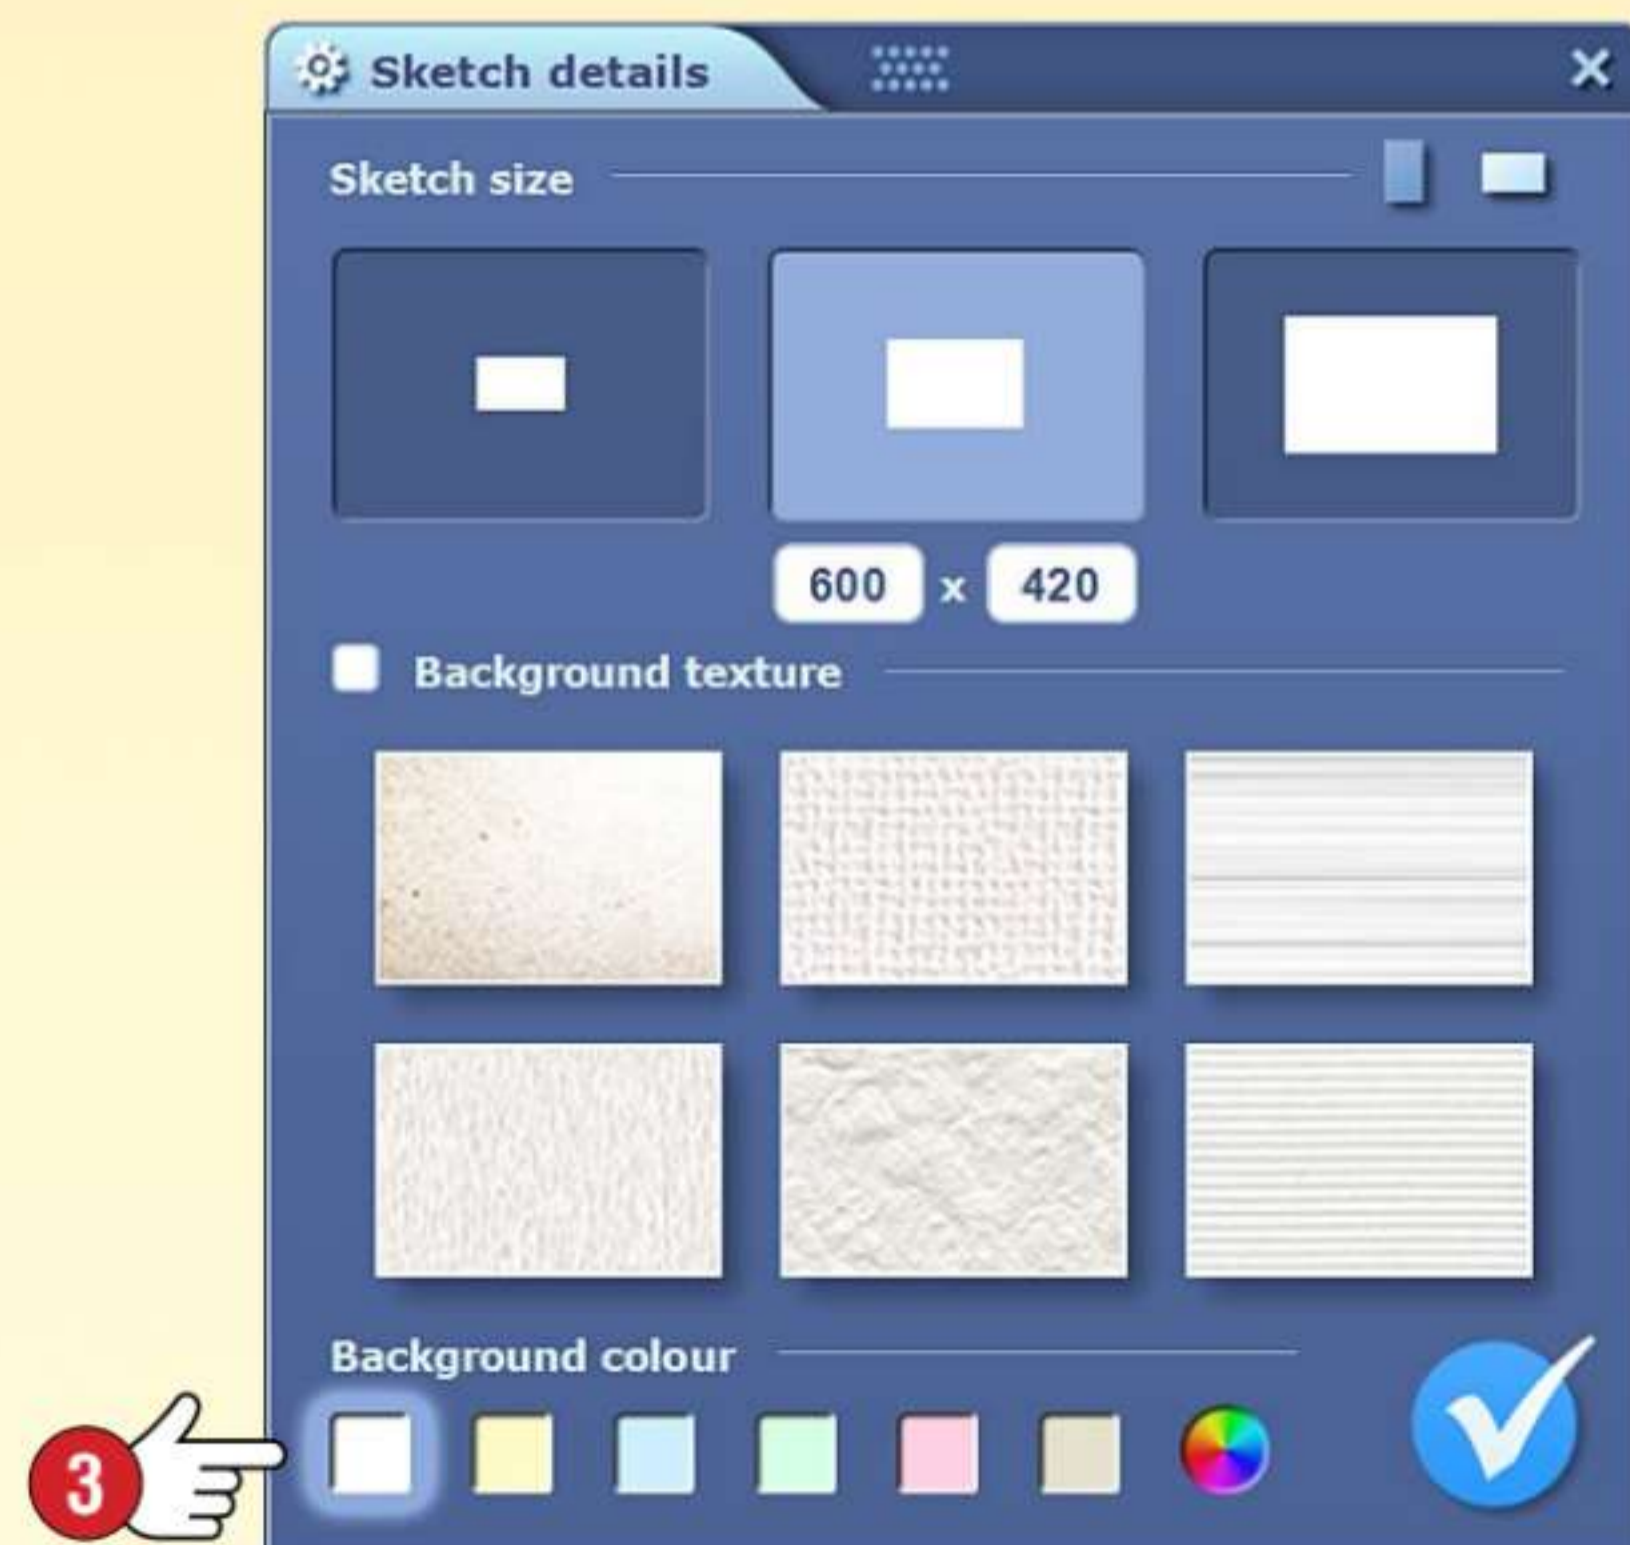 Sketch details
Sketch size
600 x 420
Background texture
Background colour
3